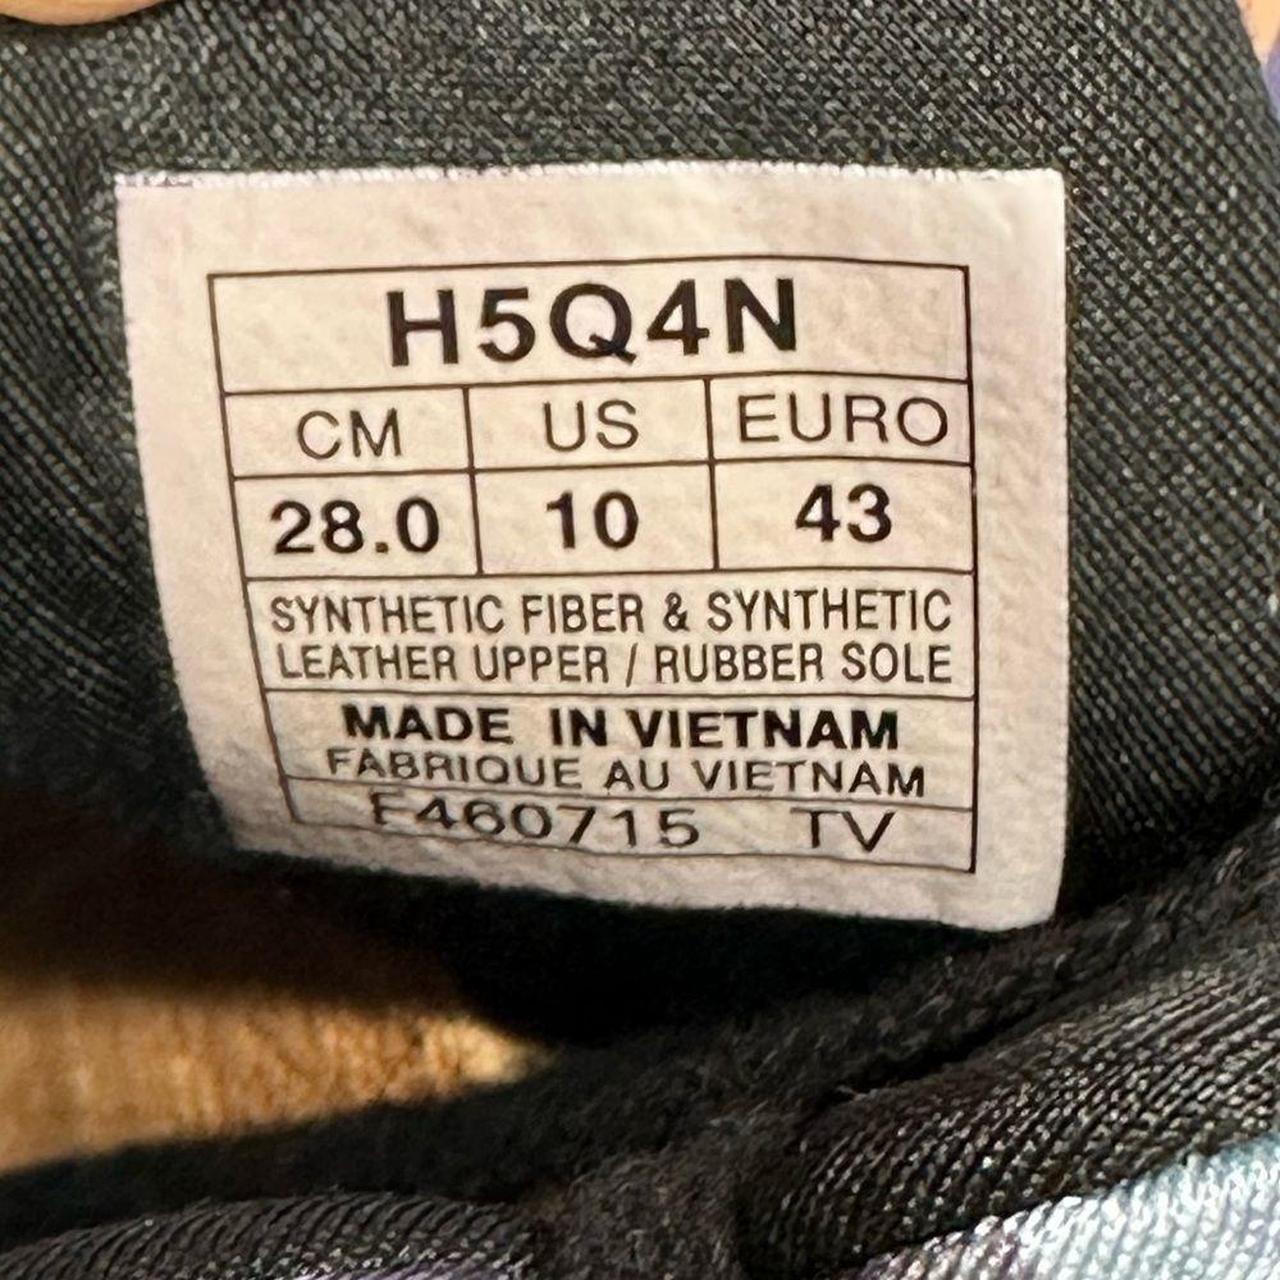 H5Q4N
CM US EURO
28.0 10 43
SYNTHETIC FIBER & SYNTHETIC
LEATHER UPPER / RUBBER SOLE
MADE IN VIETNAM
FABRIQUE AU VIETNAM
F460715 TV